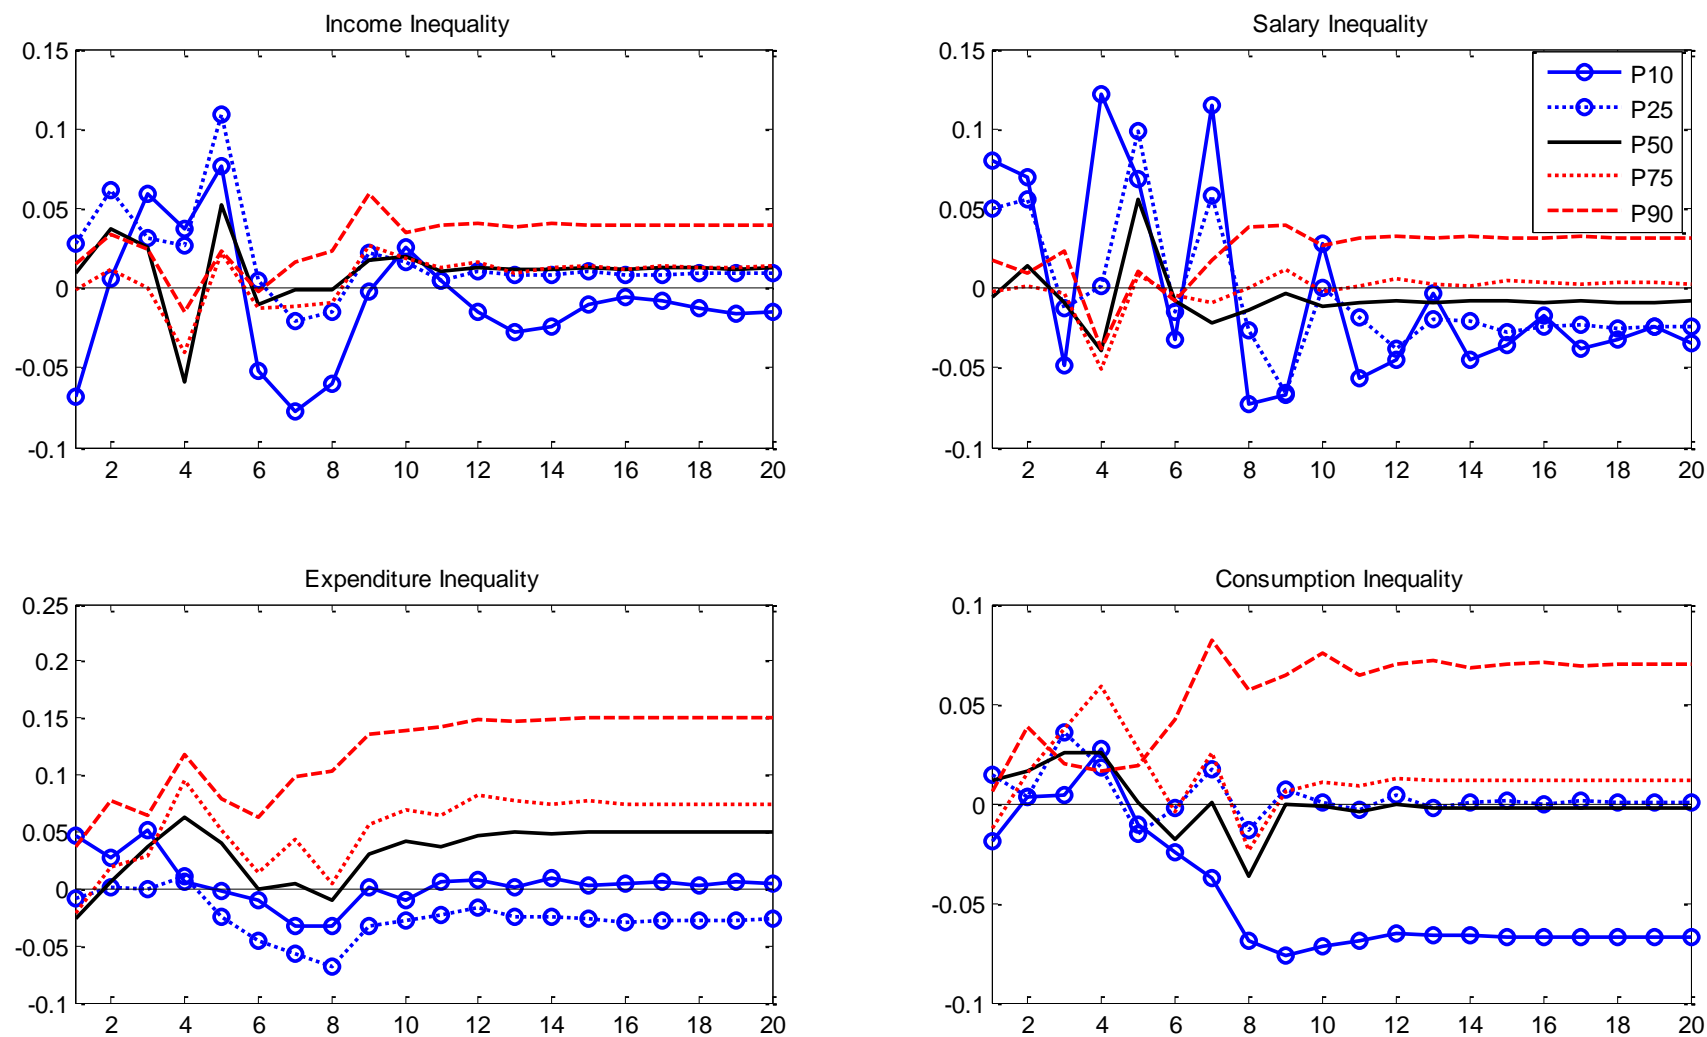 Income Inequality
0.15
0.1
0.05
0
-0.05
-0.1
2 4 6 8 10 12 14 16 18 20
Salary Inequality
0.15
0.1
0.05
0
-0.05
-0.1
2 4 6 8 10 12 14 16 18 20
P10
P25
P50
P75
P90
Expenditure Inequality
0.25
0.2
0.15
0.1
0.05
0
-0.05
-0.1
2 4 6 8 10 12 14 16 18 20
Consumption Inequality
0.1
0.05
0
-0.05
-0.1
2 4 6 8 10 12 14 16 18 20